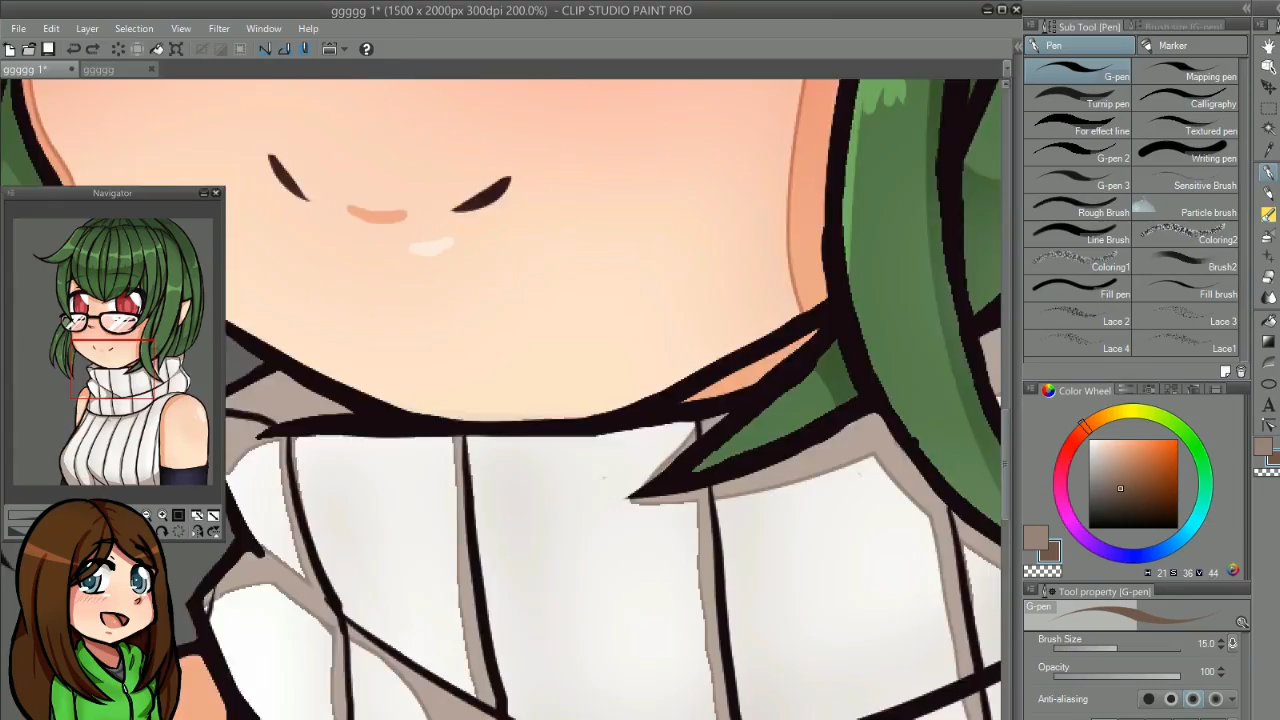 ggggg 1* (1500 x 2000px 300dpi 200.0%) - CLIP STUDIO PAINT PRO
File Edit Layer Selection View Filter Window Help
ggggg 1*
ggggg
Sub Tool [Pen]
Brush size [G-pen]
Pen
Marker
G-pen
Mapping pen
Turnip pen
Calligraphy
For effect line
Textured pen
G-pen 2
Writing pen
G-pen 3
Sensitive Brush
Rough Brush
Particle brush
Line Brush
Coloring2
Coloring1
Brush2
Fill pen
Fill brush
Lace 2
Lace 3
Lace 4
Lace1
Navigator
Color Wheel
H 21 S 36 V 44
Tool property [G-pen]
G-pen
Brush Size
15.0
Opacity
100
Anti-aliasing